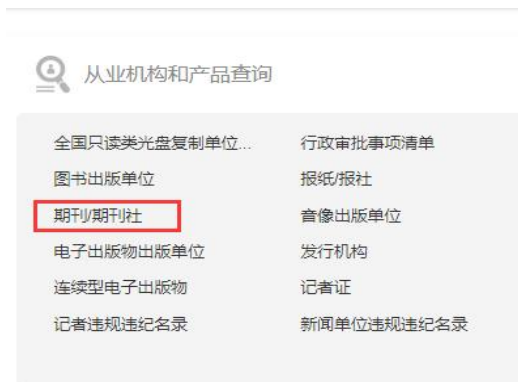 从业机构和产品查询
全国只读类光盘复制单位... 行政审批事项清单
图书出版单位 报纸/报社
期刊/期刊社 音像出版单位
电子出版物出版单位 发行机构
连续型电子出版物 记者证
记者违规违纪名录 新闻单位违规违纪名录